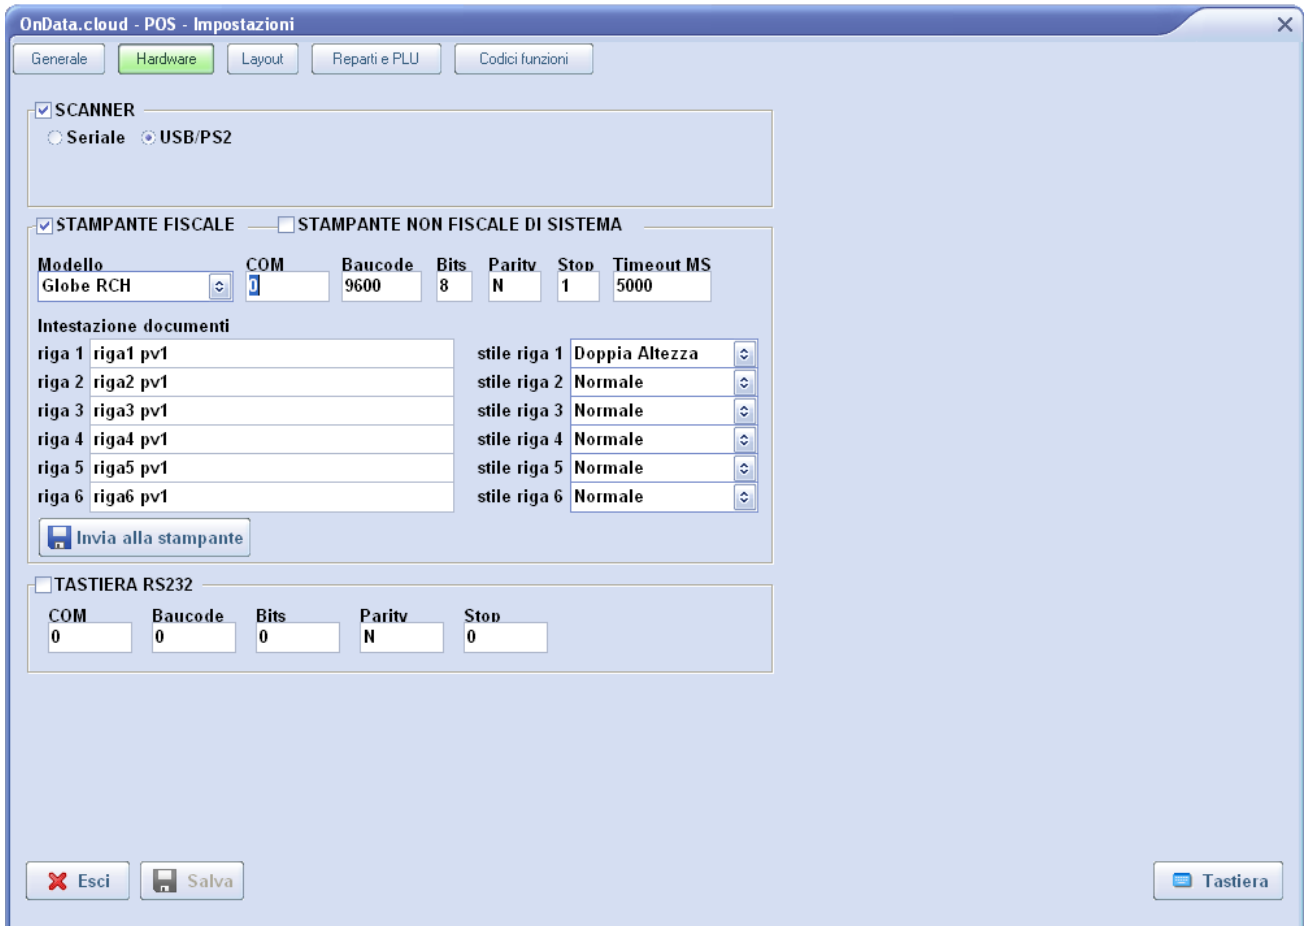 OnData.cloud - POS - Impostazioni
Generale Hardware Layout Reparti e PLU Codici funzioni
SCANNER
Seriale USB/PS2
STAMPANTE FISCALE STAMPANTE NON FISCALE DI SISTEMA
Modello COM Baucode Bits Parity Stop Timeout MS
Globe RCH 0 9600 8 N 1 5000
Intestazione documenti
riga 1 riga1 pv1 stile riga 1 Doppia Altezza
riga 2 riga2 pv1 stile riga 2 Normale
riga 3 riga3 pv1 stile riga 3 Normale
riga 4 riga4 pv1 stile riga 4 Normale
riga 5 riga5 pv1 stile riga 5 Normale
riga 6 riga6 pv1 stile riga 6 Normale
Invia alla stampante
TASTIERA RS232
COM Baucode Bits Parity Stop
0 0 0 N 0
Esci Salva Tastiera